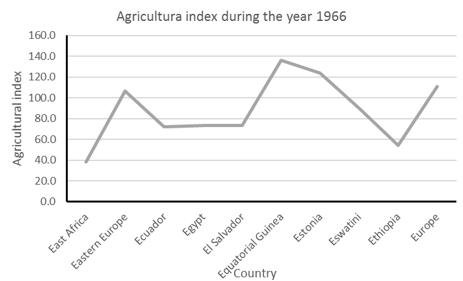 Agricultura index during the year 1966
160.0
140.0
120.0
100.0
80.0
60.0
40.0
20.0
0.0
Agricultural index
East Africa
Eastern Europe
Ecuador
Egypt
El Salvador
Equatorial Guinea
Estonia
Eswatini
Ethiopia
Europe
Country